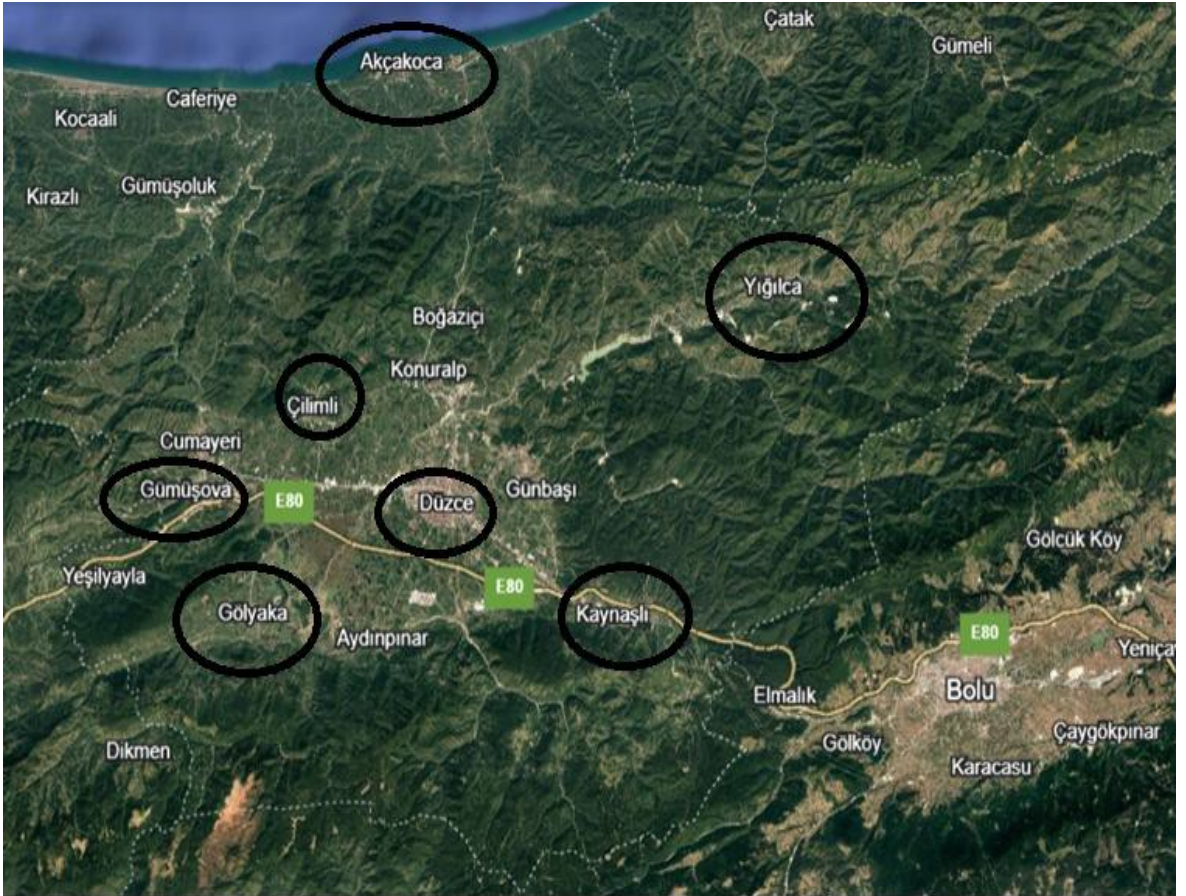 Çatak
Gümeli
Akçakoca
Caferiye
Kocaali
Gümüşoluk
Kirazlı
Yığılca
Boğaziçi
Konuralp
Çilimli
Cumayeri
Gümüşova
E80
Düzce
Günbaşı
Gölcük Köy
Yeşilyayla
E80
Gölyaka
Kaynaşlı
Aydınpınar
E80
Yeniça
Elmalık
Bolu
Gölköy
Çaygökpınar
Dikmen
Karacasu